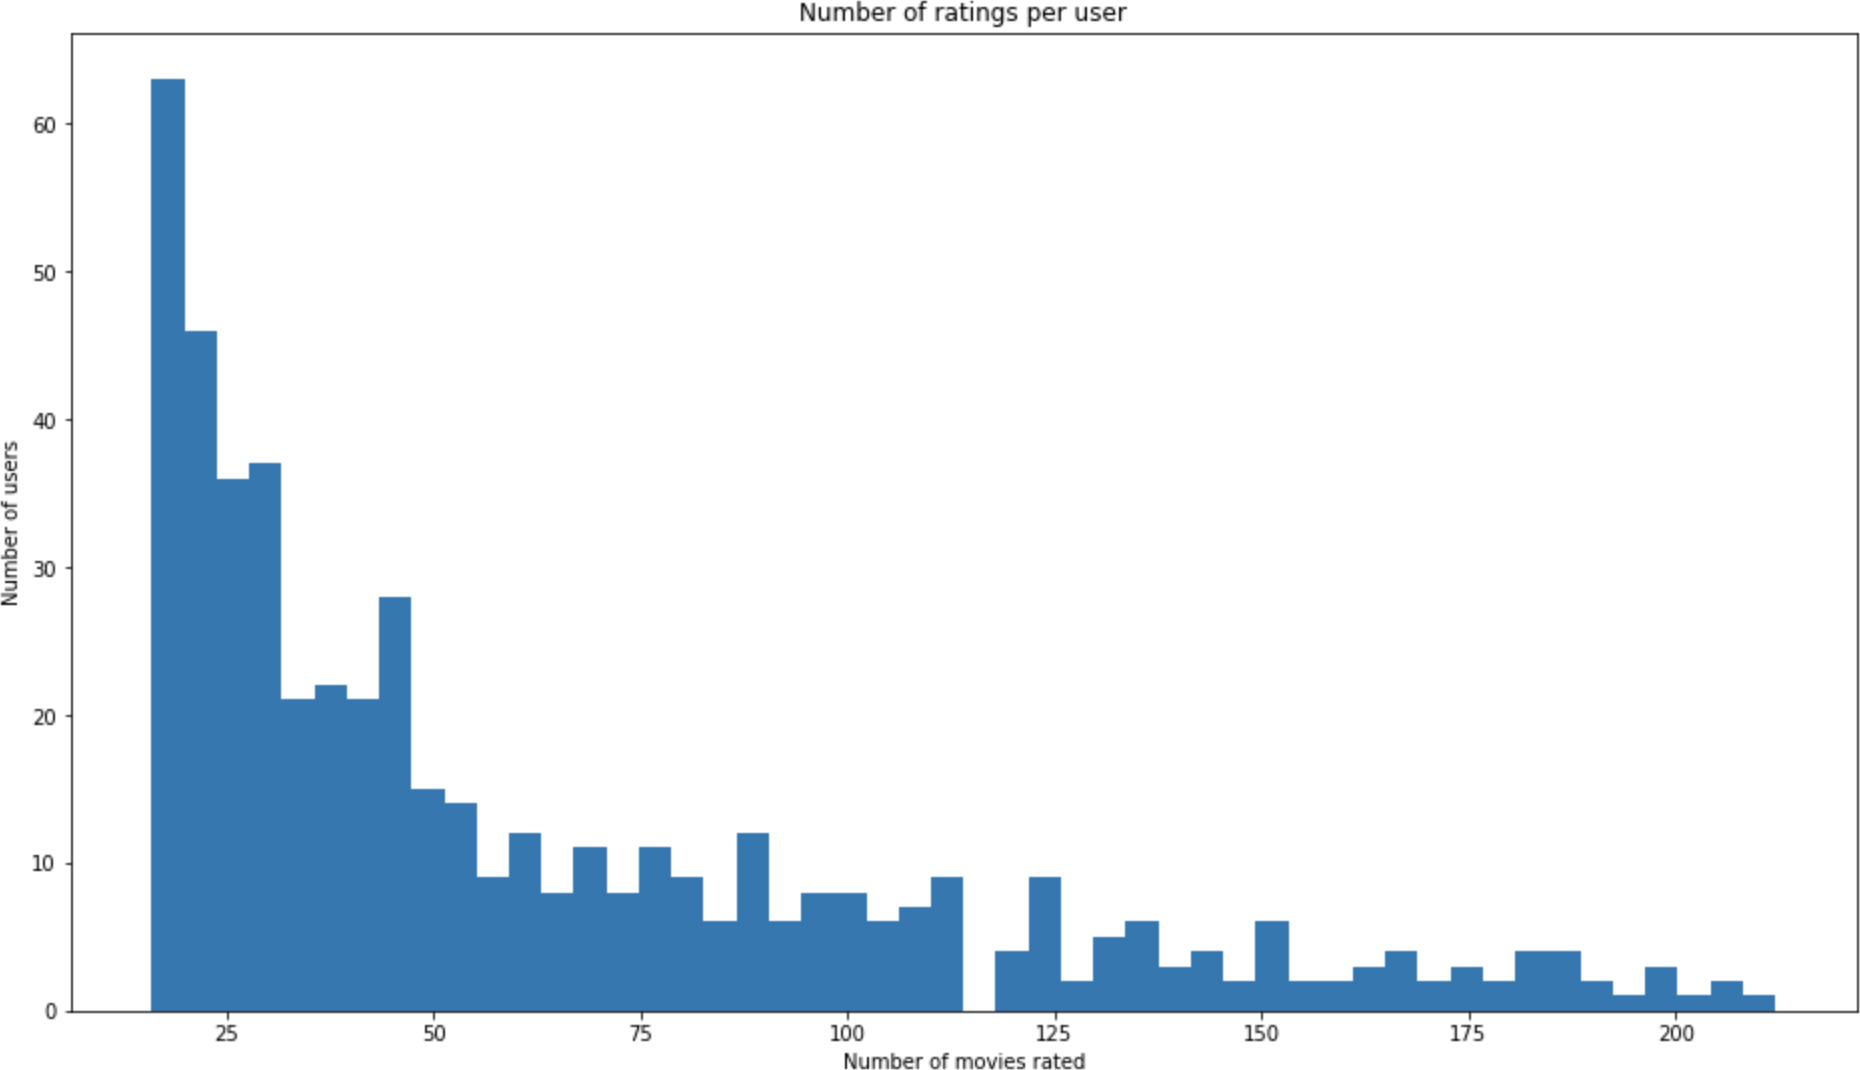 Number of ratings per user
Number of users
60
50
40
30
20
10
0
25 50 75 100 125 150 175 200
Number of movies rated